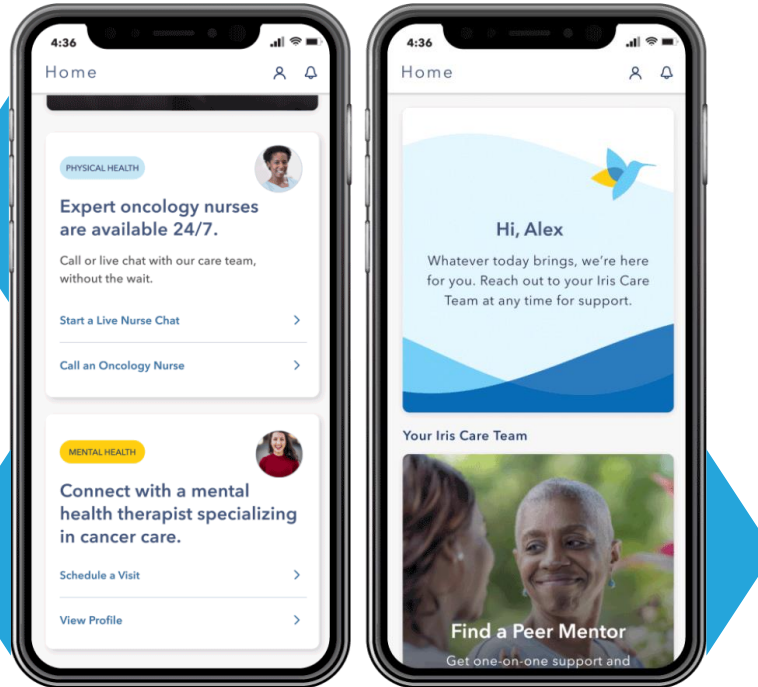 4:36
Home
PHYSICAL HEALTH
Expert oncology nurses
are available 24/7.
Call or live chat with our care team,
without the wait.
Start a Live Nurse Chat
Call an Oncology Nurse
MENTAL HEALTH
Connect with a mental
health therapist specializing
in cancer care.
Schedule a Visit
View Profile
4:36
Home
Hi, Alex
Whatever today brings, we’re here
for you. Reach out to your Iris Care
Team at any time for support.
Your Iris Care Team
Find a Peer Mentor
Get one-on-one support and